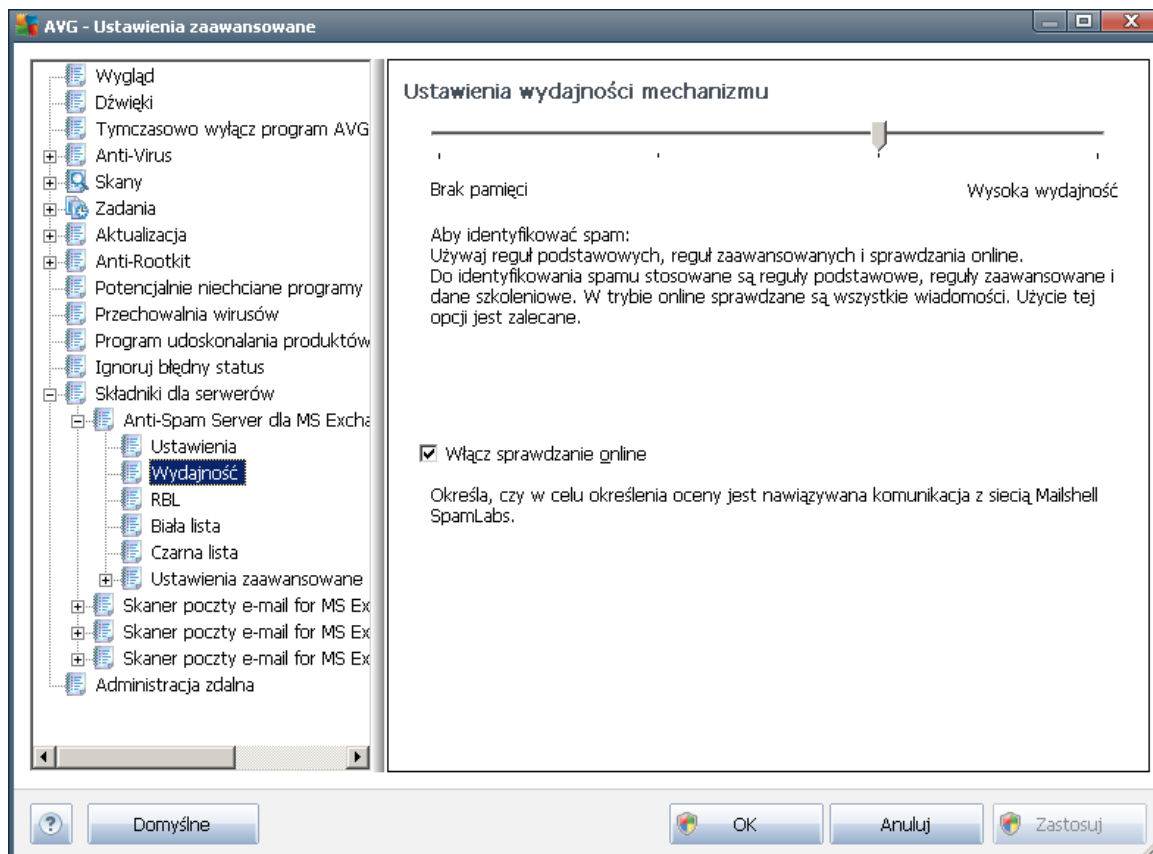 AVG - Ustawienia zaawansowane
Wygląd
Dźwięki
Tymczasowo wyłącz program AVG
Anti-Virus
Skany
Zadania
Aktualizacja
Anti-Rootkit
Potencjalnie niechciane programy
Przechowalnia wirusów
Program udoskonalania produktów
Ignoruj błędny status
Składniki dla serwerów
Anti-Spam Server dla MS Excha
Ustawienia
Wydajność
RBL
Biała lista
Czarna lista
Ustawienia zaawansowane
Skaner poczty e-mail for MS Ex
Skaner poczty e-mail for MS Ex
Skaner poczty e-mail for MS Ex
Administracja zdalna
Ustawienia wydajności mechanizmu
Brak pamięci
Wysoka wydajność
Aby identyfikować spam:
Używaj reguł podstawowych, reguł zaawansowanych i sprawdzania online.
Do identyfikowania spamu stosowane są reguły podstawowe, reguły zaawansowane i
dane szkoleniowe. W trybie online sprawdzane są wszystkie wiadomości. Użycie tej
opcji jest zalecane.
Włącz sprawdzanie online
Określa, czy w celu określenia oceny jest nawiązywana komunikacja z siecią Mailshell
SpamLabs.
?
Domyślne
OK
Anuluj
Zastosuj